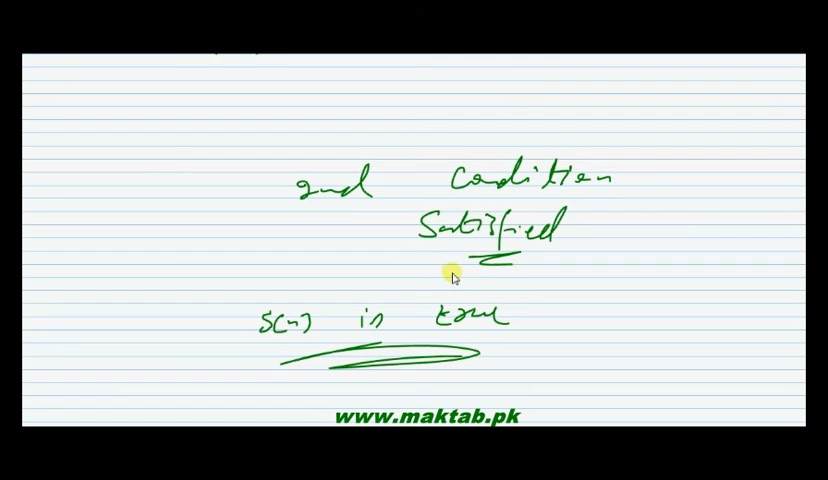 2nd condition
Satisfied
S(n) is true
www.maktab.pk